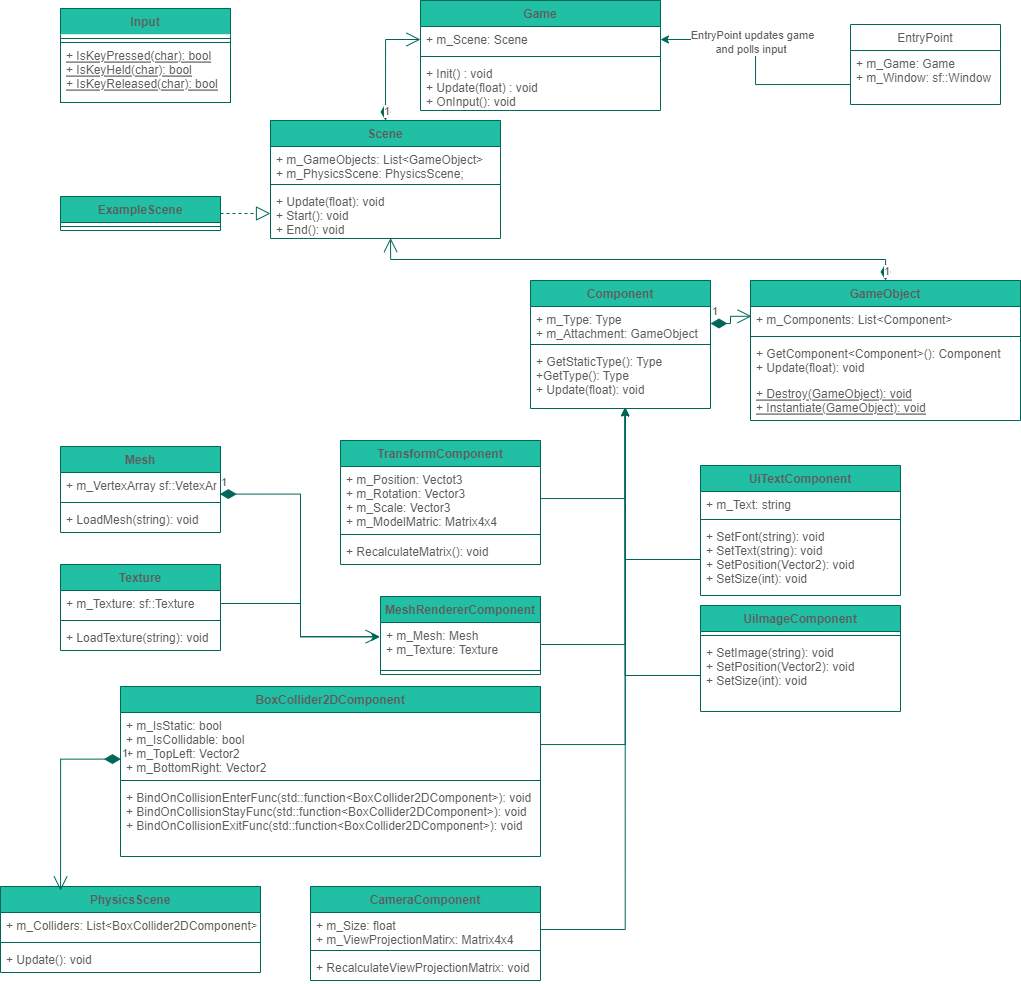 Input
+ IsKeyPressed(char): bool
+ IsKeyHeld(char): bool
+ IsKeyReleased(char): bool
Game
+ m_Scene: Scene
+ Init() : void
+ Update(float) : void
+ OnInput(): void
EntryPoint updates game
and polls input
EntryPoint
+ m_Game: Game
+ m_Window: sf::Window
1
Scene
+ m_GameObjects: List<GameObject>
+ m_PhysicsScene: PhysicsScene;
+ Update(float): void
+ Start(): void
+ End(): void
ExampleScene
1
Component
+ m_Type: Type
+ m_Attachment: GameObject
+ GetStaticType(): Type
+GetType(): Type
+ Update(float): void
1
GameObject
+ m_Components: List<Component>
+ GetComponent<Component>(): Component
+ Update(float): void
+ Destroy(GameObject): void
+ Instantiate(GameObject): void
Mesh
+ m_VertexArray sf::VetexAr
+ LoadMesh(string): void
1
TransformComponent
+ m_Position: Vectot3
+ m_Rotation: Vector3
+ m_Scale: Vector3
+ m_ModelMatric: Matrix4x4
+ RecalculateMatrix(): void
UiTextComponent
+ m_Text: string
+ SetFont(string): void
+ SetText(string): void
+ SetPosition(Vector2): void
+ SetSize(int): void
Texture
+ m_Texture: sf::Texture
+ LoadTexture(string): void
MeshRendererComponent
+ m_Mesh: Mesh
+ m_Texture: Texture
UiImageComponent
+ SetImage(string): void
+ SetPosition(Vector2): void
+ SetSize(int): void
BoxCollider2DComponent
+ m_IsStatic: bool
+ m_IsCollidable: bool
1
+ m_TopLeft: Vector2
+ m_BottomRight: Vector2
+ BindOnCollisionEnterFunc(std::function<BoxCollider2DComponent>): void
+ BindOnCollisionStayFunc(std::function<BoxCollider2DComponent>): void
+ BindOnCollisionExitFunc(std::function<BoxCollider2DComponent>): void
PhysicsScene
+ m_Colliders: List<BoxCollider2DComponent>
+ Update(): void
CameraComponent
+ m_Size: float
+ m_ViewProjectionMatirx: Matrix4x4
+ RecalculateViewProjectionMatrix: void